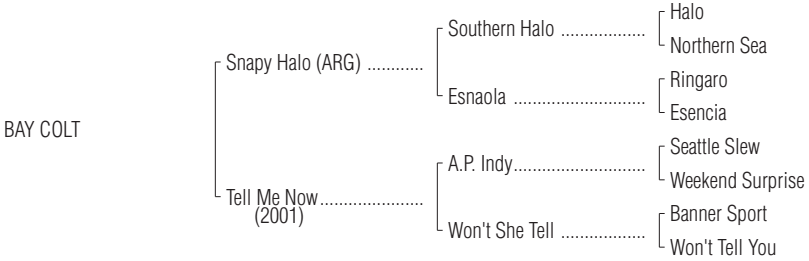 Halo
Southern Halo ..................
Northern Sea
Snapy Halo (ARG) ............
Ringaro
Esnaola ............................
Esencia
BAY COLT
Seattle Slew
A.P. Indy............................
Weekend Surprise
Tell Me Now......................
(2001)
Banner Sport
Won't She Tell ..................
Won't Tell You